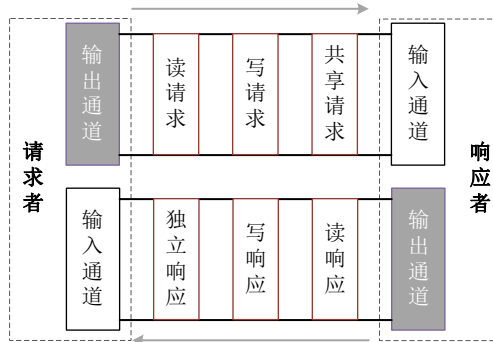 请求者
输出通道
读请求
写请求
共享请求
输入通道
响应者
输入通道
独立响应
写响应
读响应
输出通道